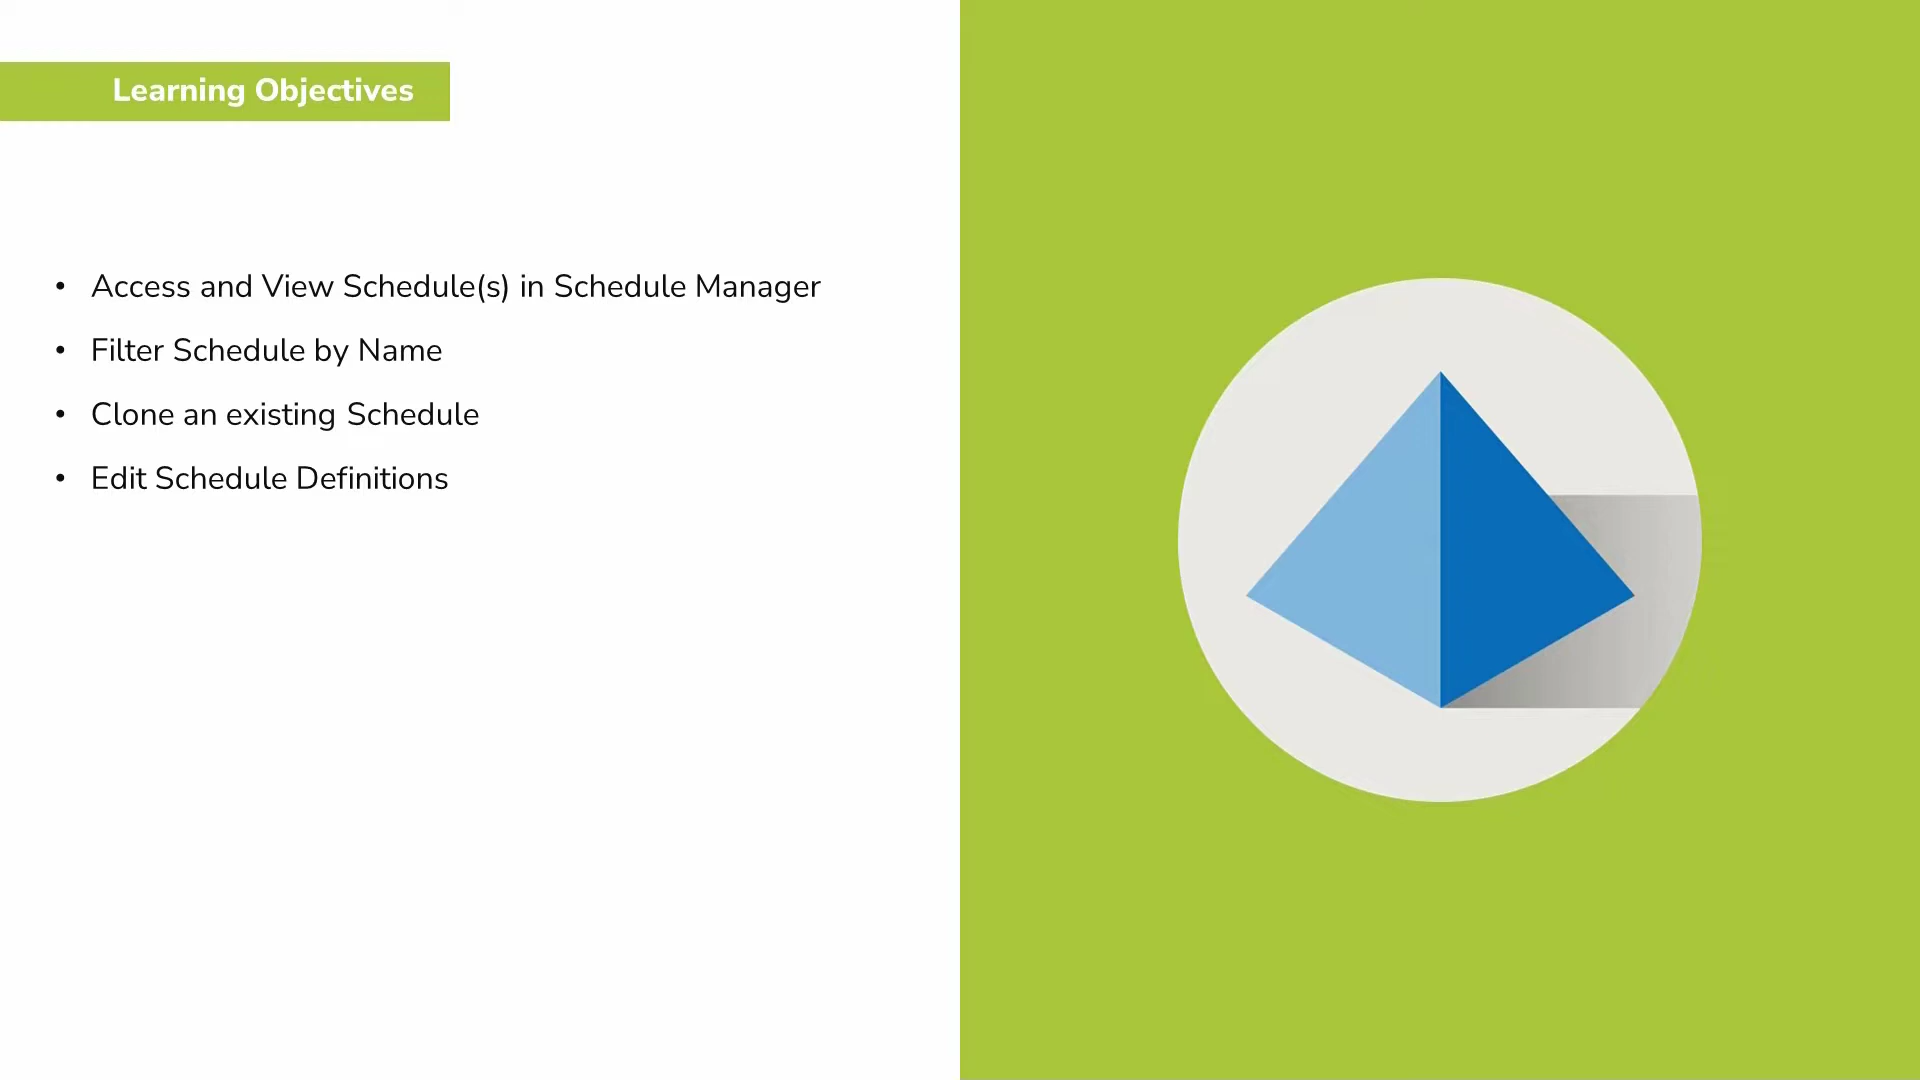 Learning Objectives
• Access and View Schedule(s) in Schedule Manager
• Filter Schedule by Name
• Clone an existing Schedule
• Edit Schedule Definitions